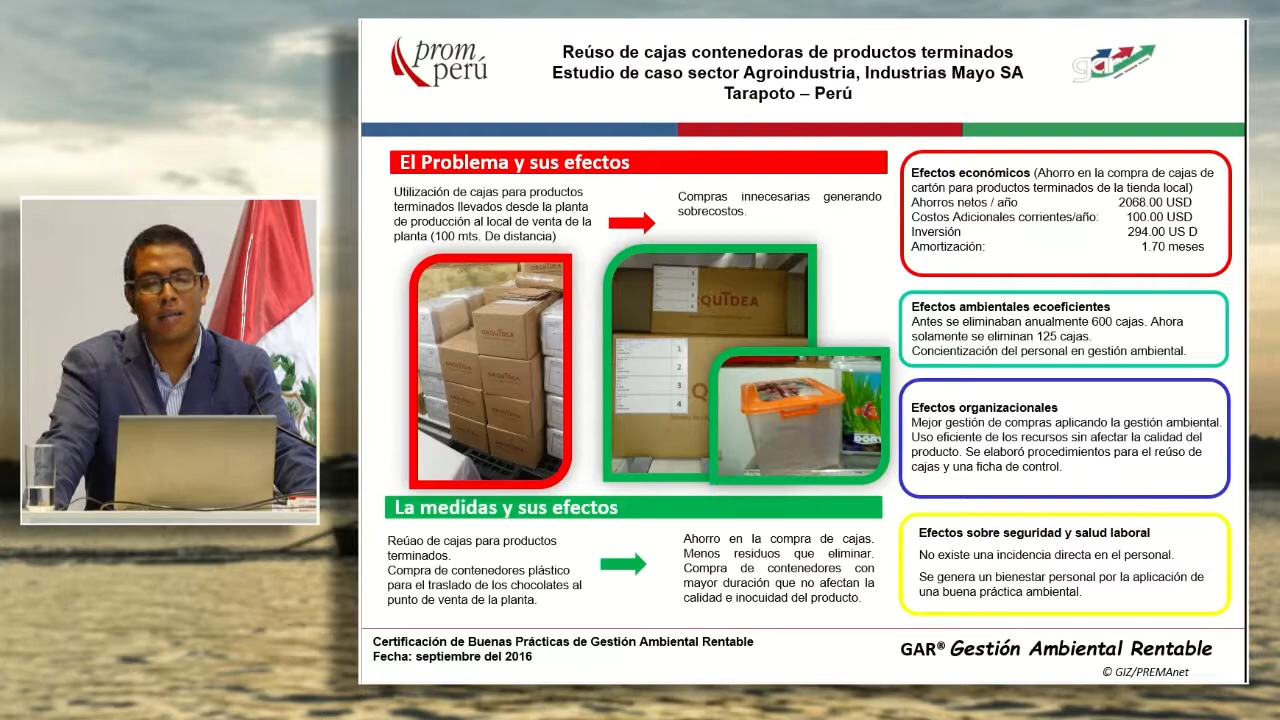 prom
perú
Reúso de cajas contenedoras de productos terminados
Estudio de caso sector Agroindustria, Industrias Mayo SA
Tarapoto – Perú
gar
El Problema y sus efectos
Utilización de cajas para productos
terminados llevados desde la planta
de producción al local de venta de la
planta (100 mts. De distancia)
Compras innecesarias generando
sobrecostos.
ORQUIDEA
QUIDEA
1
2
3
4
La medidas y sus efectos
Reúao de cajas para productos
terminados.
Compra de contenedores plástico
para el traslado de los chocolates al
punto de venta de la planta.
Ahorro en la compra de cajas.
Menos residuos que eliminar.
Compra de contenedores con
mayor duración que no afectan la
calidad e inocuidad del producto.
Efectos económicos (Ahorro en la compra de cajas de
cartón para productos terminados de la tienda local)
Ahorros netos / año 2068.00 USD
Costos Adicionales corrientes/año: 100.00 USD
Inversión 294.00 US D
Amortización: 1.70 meses
Efectos ambientales ecoeficientes
Antes se eliminaban anualmente 600 cajas. Ahora
solamente se eliminan 125 cajas.
Concientización del personal en gestión ambiental.
Efectos organizacionales
Mejor gestión de compras aplicando la gestión ambiental.
Uso eficiente de los recursos sin afectar la calidad del
producto. Se elaboró procedimientos para el reúso de
cajas y una ficha de control.
Efectos sobre seguridad y salud laboral
No existe una incidencia directa en el personal.
Se genera un bienestar personal por la aplicación de
una buena práctica ambiental.
Certificación de Buenas Prácticas de Gestión Ambiental Rentable
Fecha: septiembre del 2016
GAR® Gestión Ambiental Rentable
© GIZ/PREMAnet